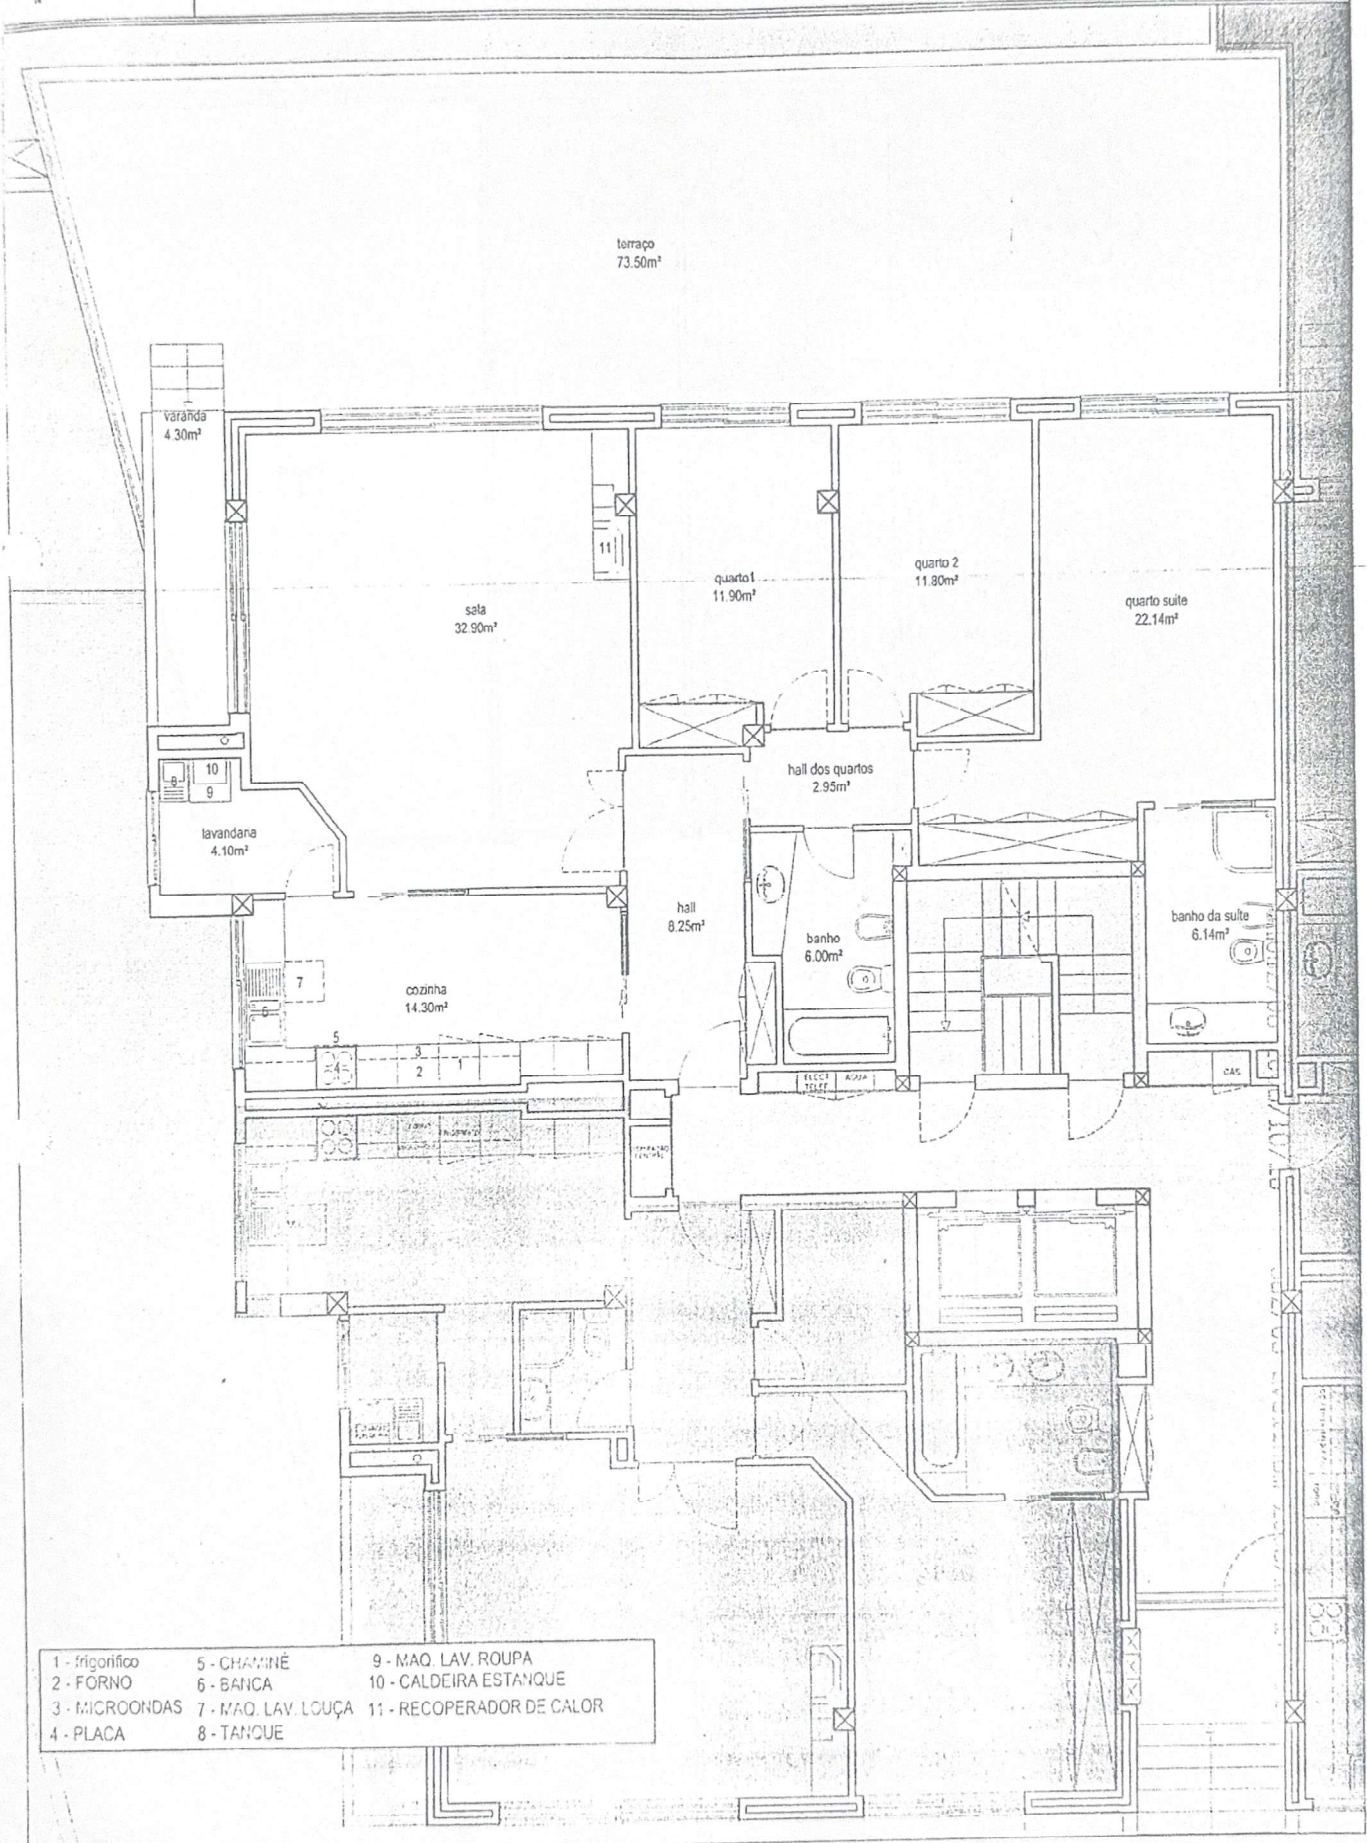 terraço
73.50m²
varanda
4.30m²
11
quarto1
11.90m²
quarto 2
11.80m²
sala
32.90m²
quarto suite
22.14m²
hall dos quartos
2.95m²
10
8
9
lavandaria
4.10m²
hall
8.25m²
banho
6.00m²
banho da suite
6.14m²
7
cozinha
14.30m²
6
5
3
4
2
1
ELECT
TELEF
AGUA
GAS
1 - frigorifico
2 - FORNO
3 - MICROONDAS
4 - PLACA
5 - CHAMINÉ
6 - BANCA
7 - MAQ. LAV. LOUÇA
8 - TANQUE
9 - MAQ. LAV. ROUPA
10 - CALDEIRA ESTANQUE
11 - RECOPERADOR DE CALOR